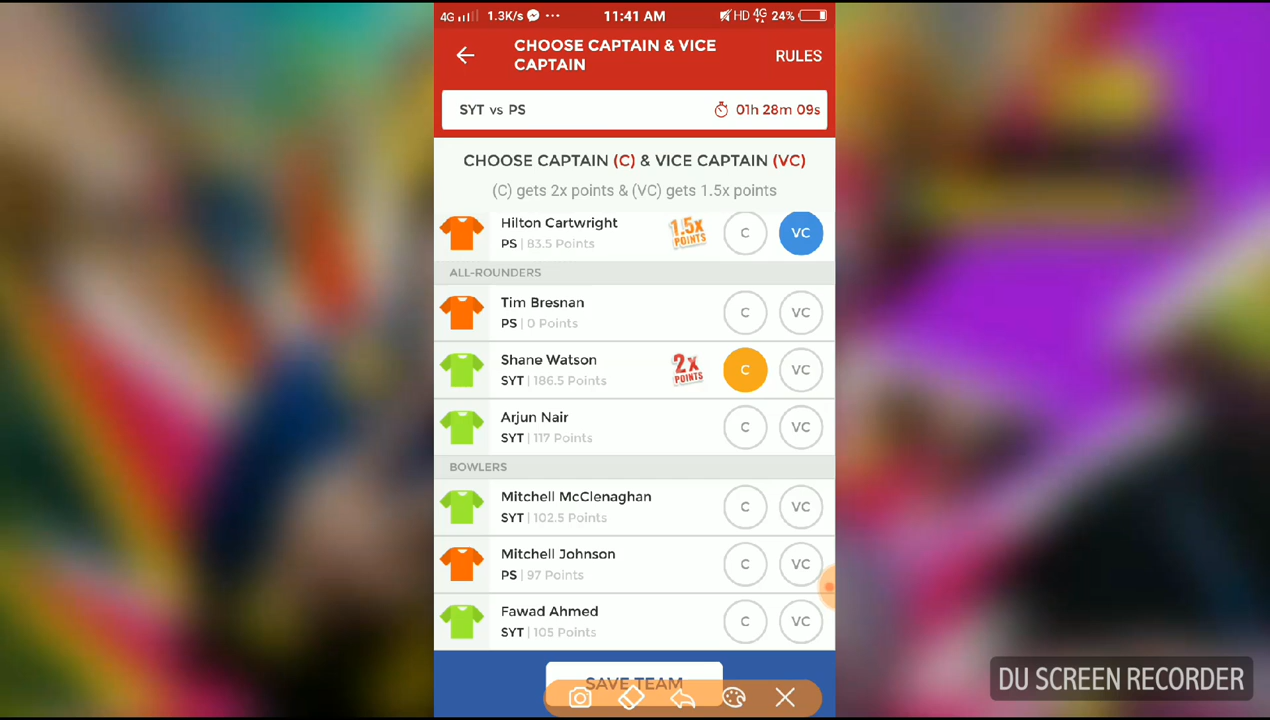 4G 1.3K/s ... 11:41 AM HD 4G 24%
CHOOSE CAPTAIN & VICE CAPTAIN
RULES
SYT vs PS 01h 28m 09s
CHOOSE CAPTAIN (C) & VICE CAPTAIN (VC)
(C) gets 2x points & (VC) gets 1.5x points
Hilton Cartwright
PS | 83.5 Points
1.5x POINTS
C VC
ALL-ROUNDERS
Tim Bresnan
PS | 0 Points
C VC
Shane Watson
SYT | 186.5 Points
2x POINTS
C VC
Arjun Nair
SYT | 117 Points
C VC
BOWLERS
Mitchell McClenaghan
SYT | 102.5 Points
C VC
Mitchell Johnson
PS | 97 Points
C VC
Fawad Ahmed
SYT | 105 Points
C VC
SAVE TEAM
DU SCREEN RECORDER